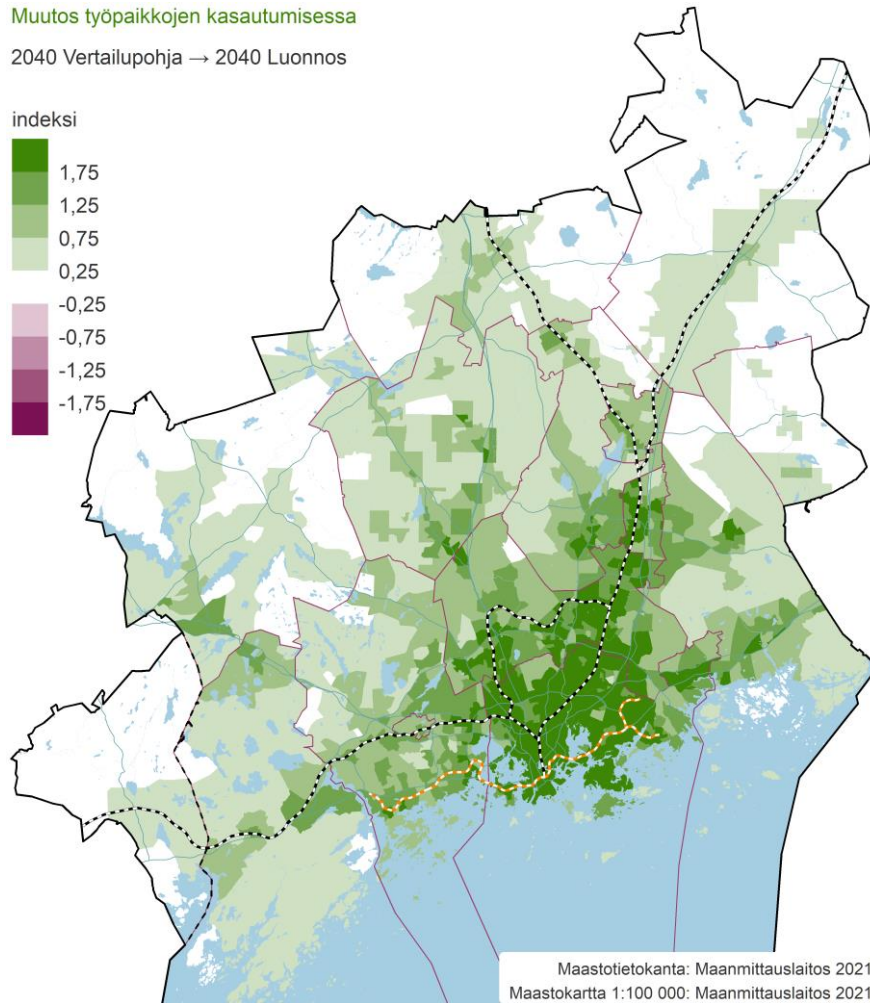 Muutos työpaikkojen kasautumisessa
2040 Vertailupohja → 2040 Luonnos
indeksi
1,75
1,25
0,75
0,25
-0,25
-0,75
-1,25
-1,75
Maastotietokanta: Maanmittauslaitos 2021
Maastokartta 1:100 000: Maanmittauslaitos 2021